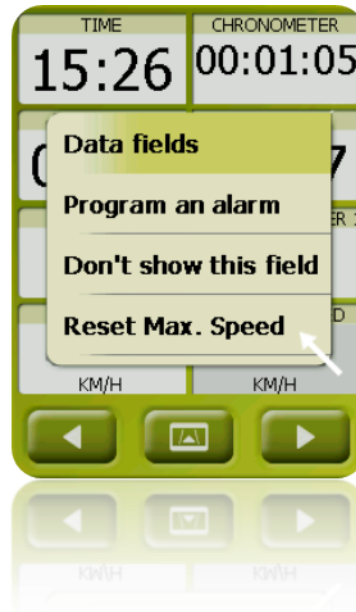 TIME CHRONOMETER
15:26 00:01:05
Data fields
Program an alarm
Don't show this field
Reset Max. Speed
KM/H KM/H